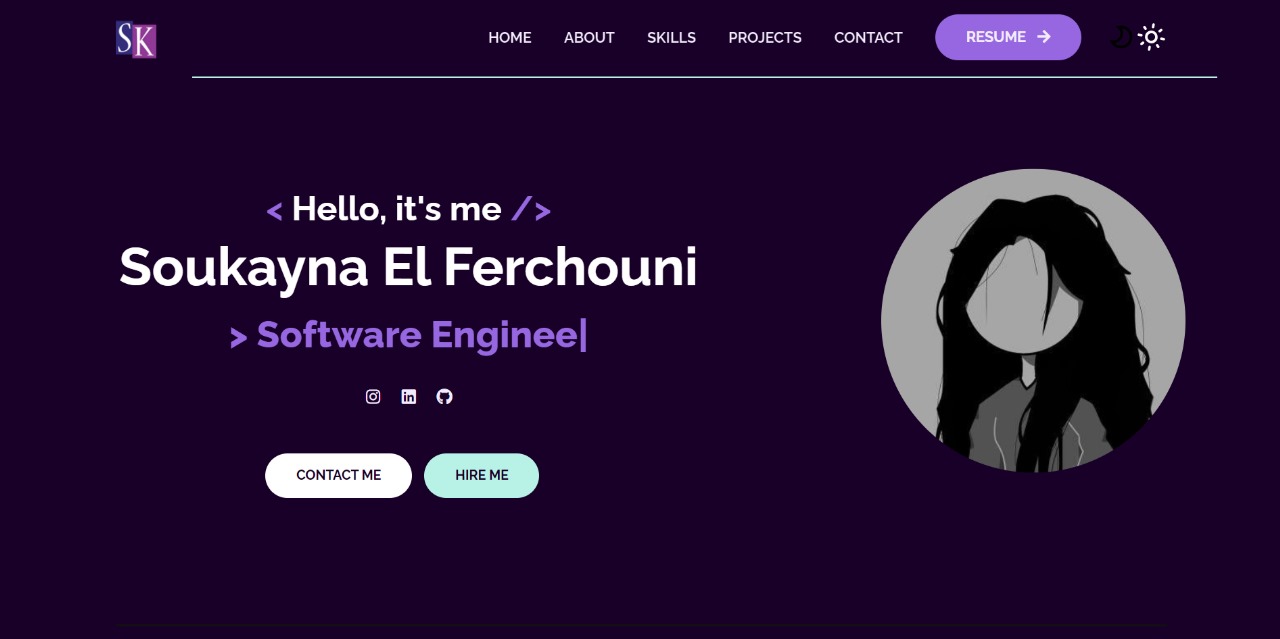 SK
HOME ABOUT SKILLS PROJECTS CONTACT RESUME →
< Hello, it's me />
Soukayna El Ferchouni
> Software Enginee|
CONTACT ME HIRE ME